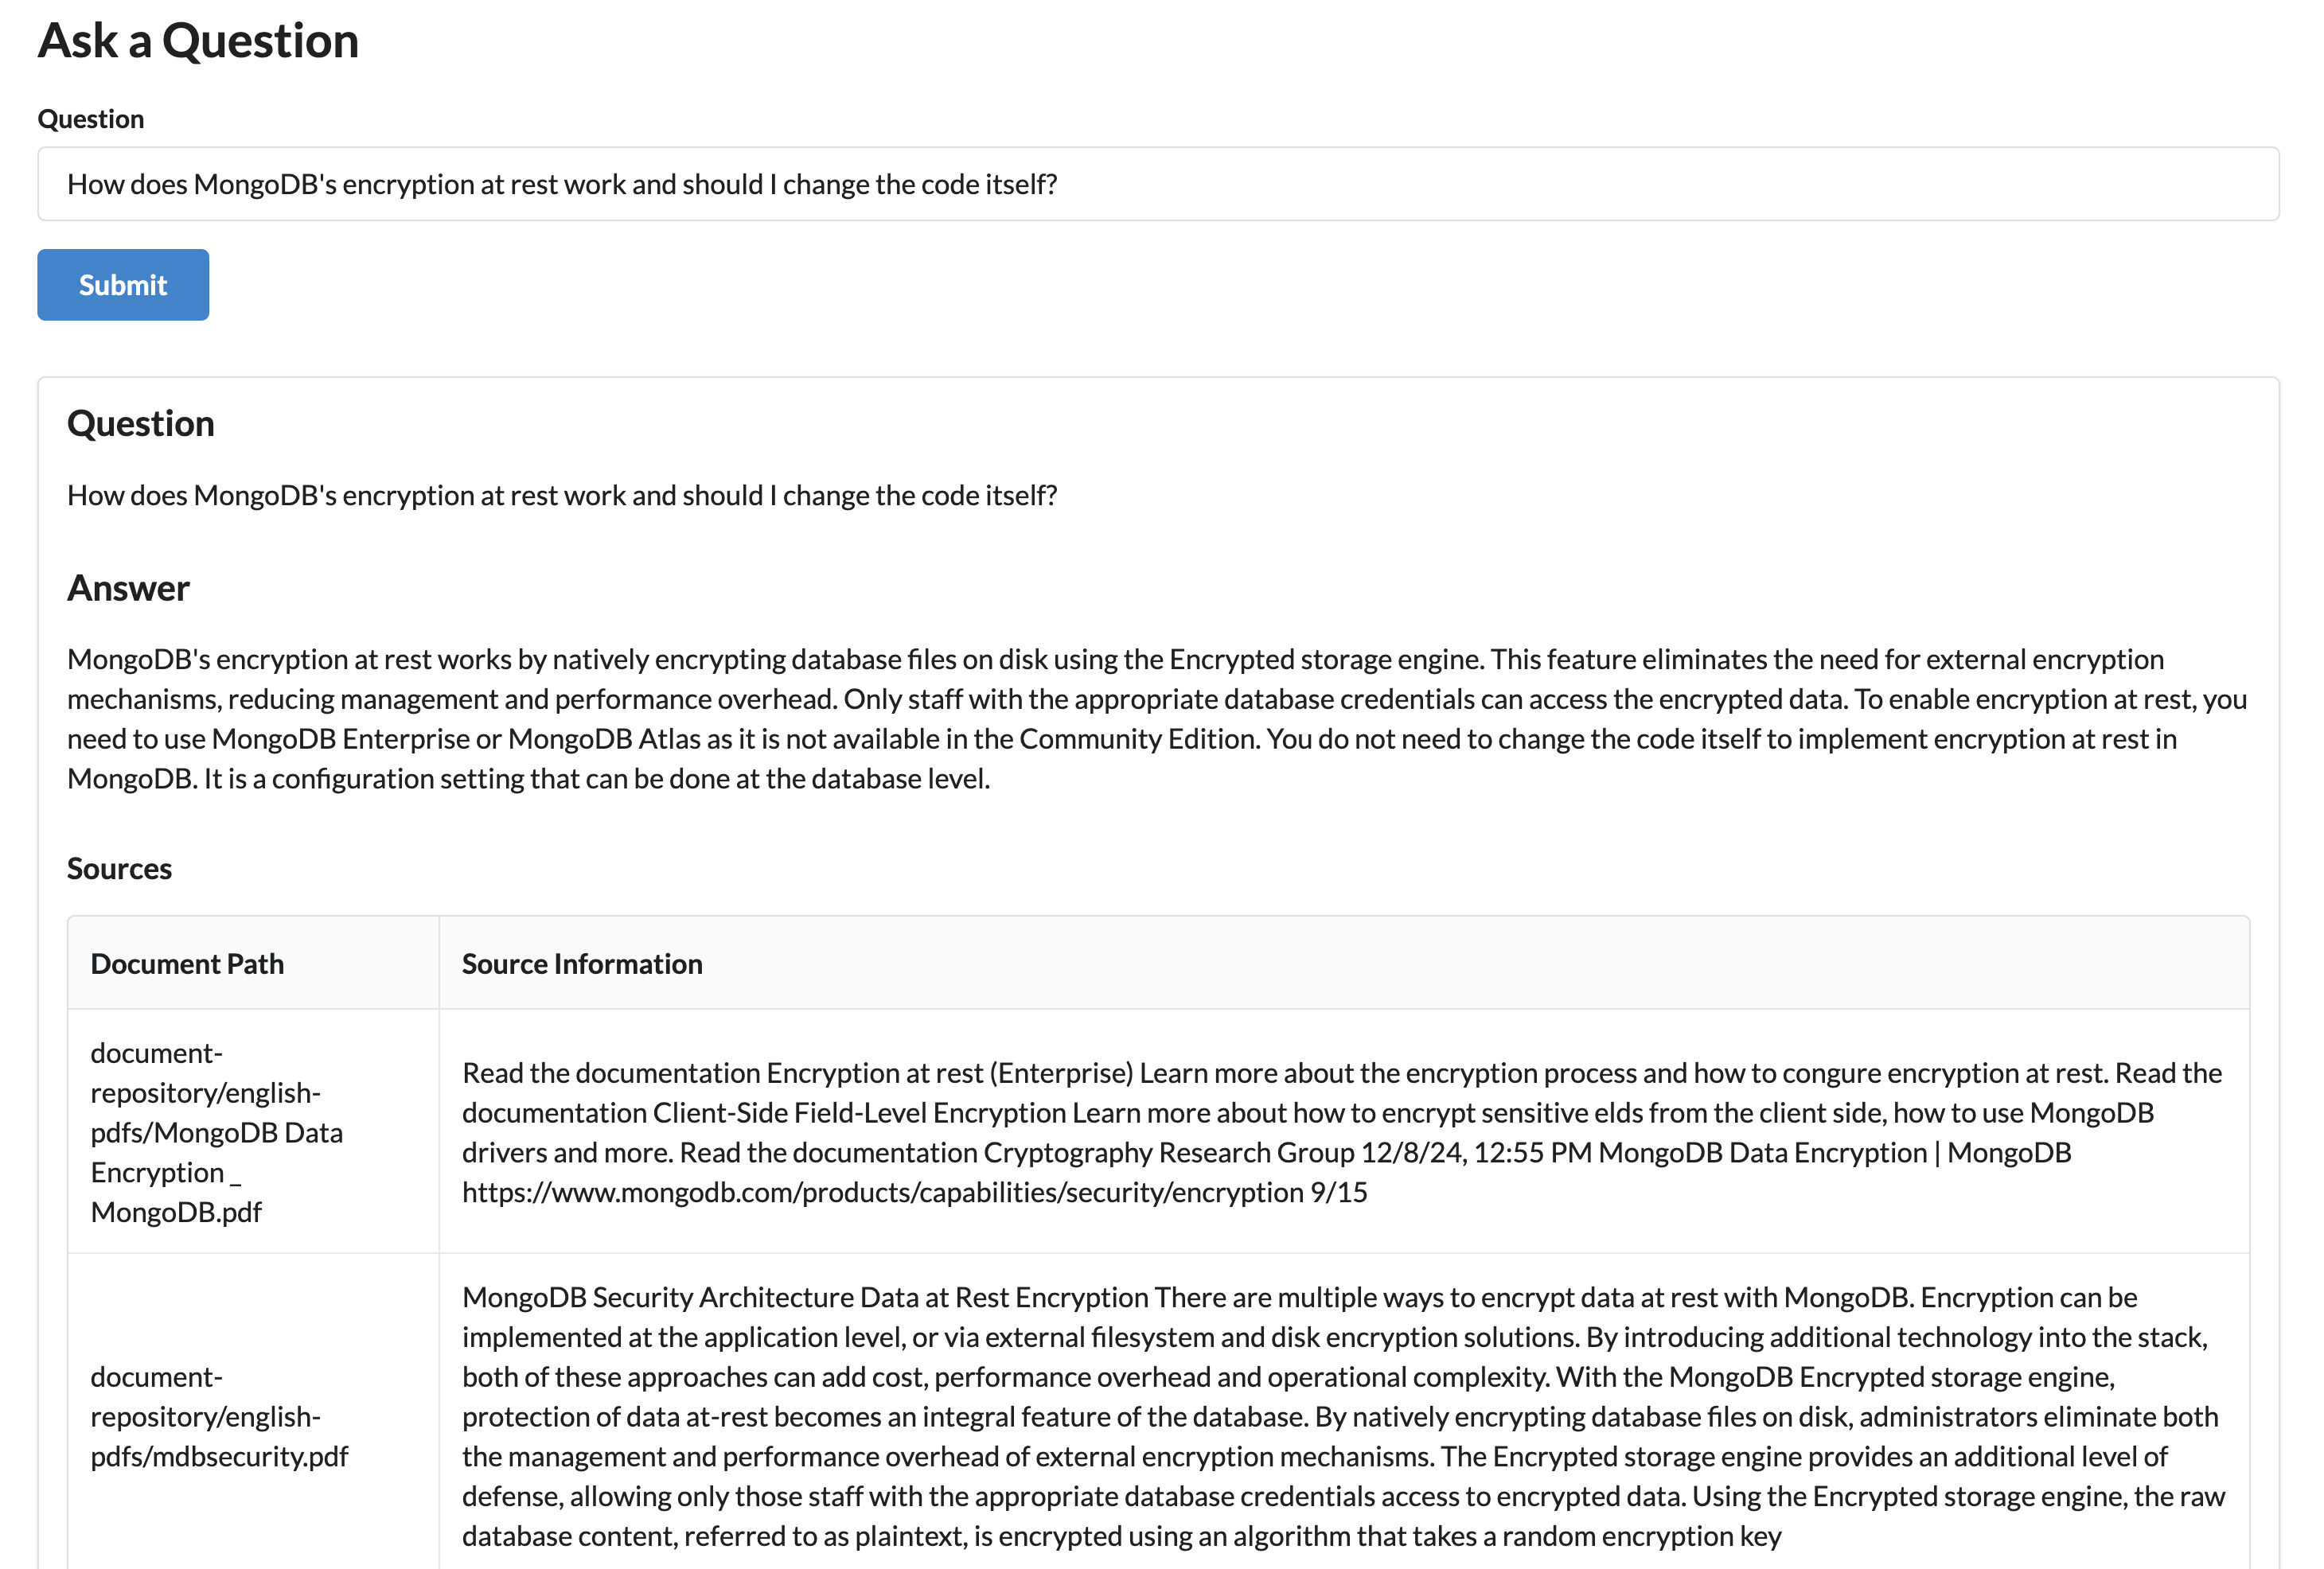 Ask a Question
Question
How does MongoDB's encryption at rest work and should I change the code itself?
Submit
Question
How does MongoDB's encryption at rest work and should I change the code itself?
Answer
MongoDB's encryption at rest works by natively encrypting database files on disk using the Encrypted storage engine. This feature eliminates the need for external encryption
mechanisms, reducing management and performance overhead. Only staff with the appropriate database credentials can access the encrypted data. To enable encryption at rest, you
need to use MongoDB Enterprise or MongoDB Atlas as it is not available in the Community Edition. You do not need to change the code itself to implement encryption at rest in
MongoDB. It is a configuration setting that can be done at the database level.
Sources
Document Path
Source Information
document-
repository/english-
pdfs/MongoDB Data
Encryption _
MongoDB.pdf
Read the documentation Encryption at rest (Enterprise) Learn more about the encryption process and how to congure encryption at rest. Read the
documentation Client-Side Field-Level Encryption Learn more about how to encrypt sensitive elds from the client side, how to use MongoDB
drivers and more. Read the documentation Cryptography Research Group 12/8/24, 12:55 PM MongoDB Data Encryption | MongoDB
https://www.mongodb.com/products/capabilities/security/encryption 9/15
document-
repository/english-
pdfs/mdbsecurity.pdf
MongoDB Security Architecture Data at Rest Encryption There are multiple ways to encrypt data at rest with MongoDB. Encryption can be
implemented at the application level, or via external filesystem and disk encryption solutions. By introducing additional technology into the stack,
both of these approaches can add cost, performance overhead and operational complexity. With the MongoDB Encrypted storage engine,
protection of data at-rest becomes an integral feature of the database. By natively encrypting database files on disk, administrators eliminate both
the management and performance overhead of external encryption mechanisms. The Encrypted storage engine provides an additional level of
defense, allowing only those staff with the appropriate database credentials access to encrypted data. Using the Encrypted storage engine, the raw
database content, referred to as plaintext, is encrypted using an algorithm that takes a random encryption key